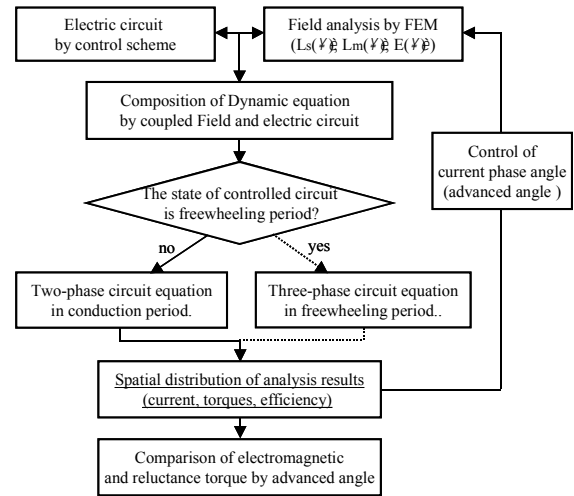 Electric circuit
by control scheme
Field analysis by FEM
(Ls( Lm( E(
Composition of Dynamic equation
by coupled Field and electric circuit
Control of
current phase angle
(advanced angle )
The state of controlled circuit
is freewheeling period?
no
yes
Two-phase circuit equation
in conduction period.
Three-phase circuit equation
in freewheeling period..
Spatial distribution of analysis results
(current, torques, efficiency)
Comparison of electromagnetic
and reluctance torque by advanced angle